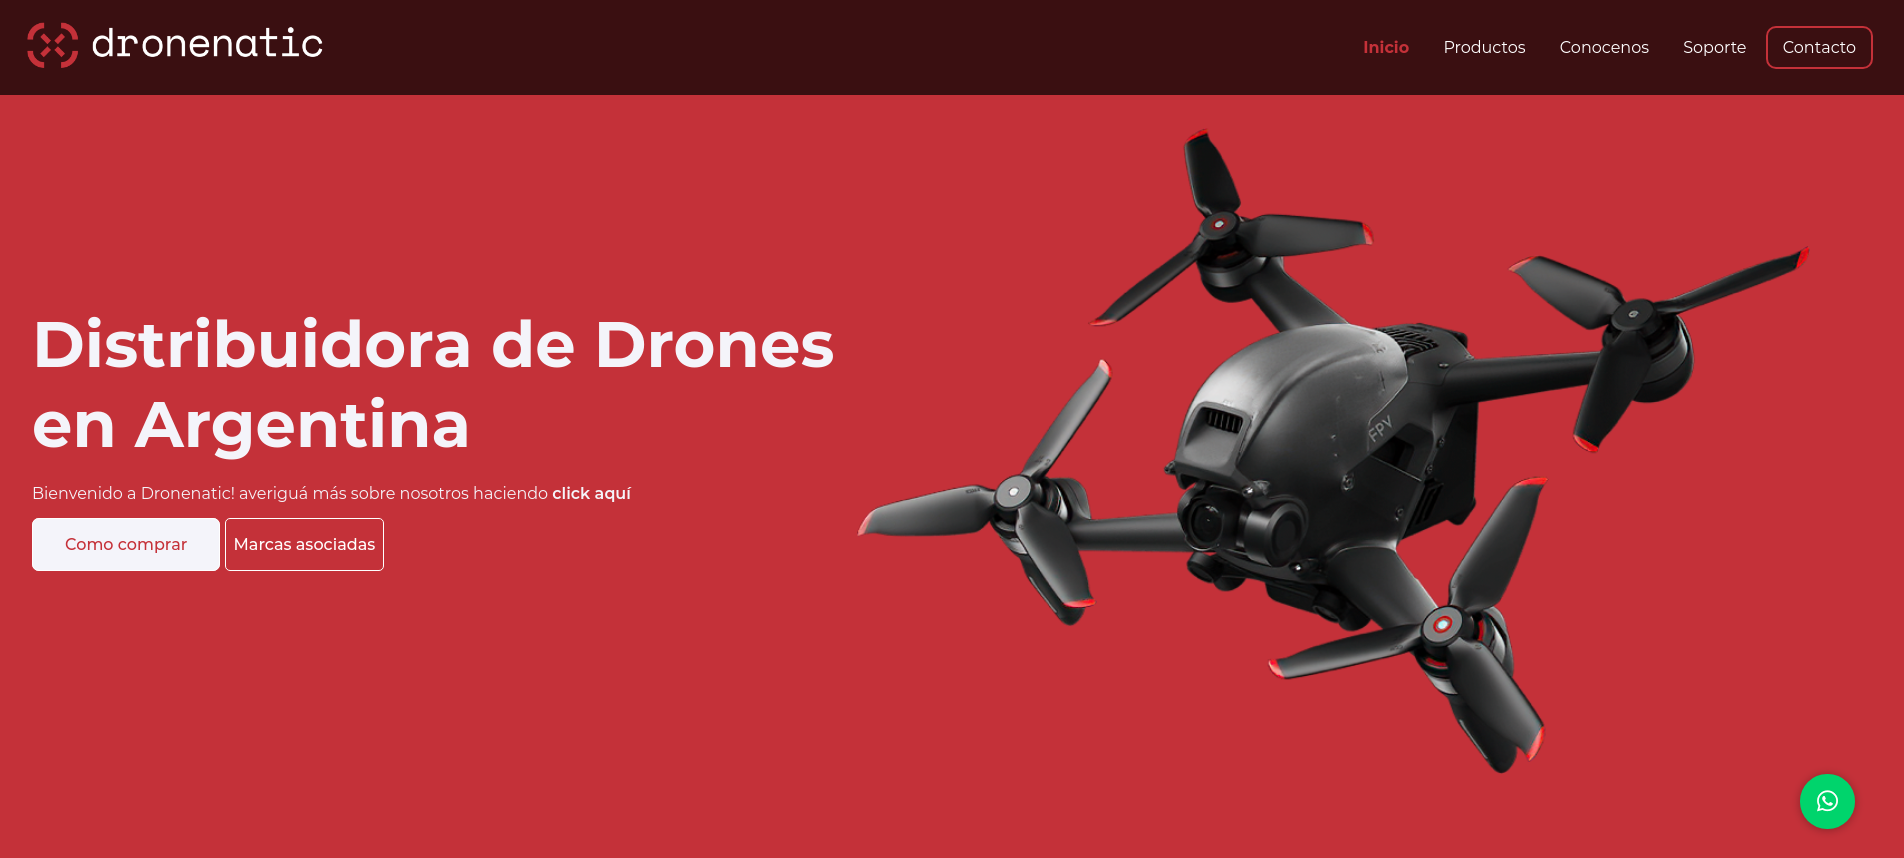 dronenatic
Inicio Productos Conocenos Soporte Contacto
Distribuidora de Drones
en Argentina
Bienvenido a Dronenatic! averiguá más sobre nosotros haciendo click aquí
Como comprar Marcas asociadas
FPV